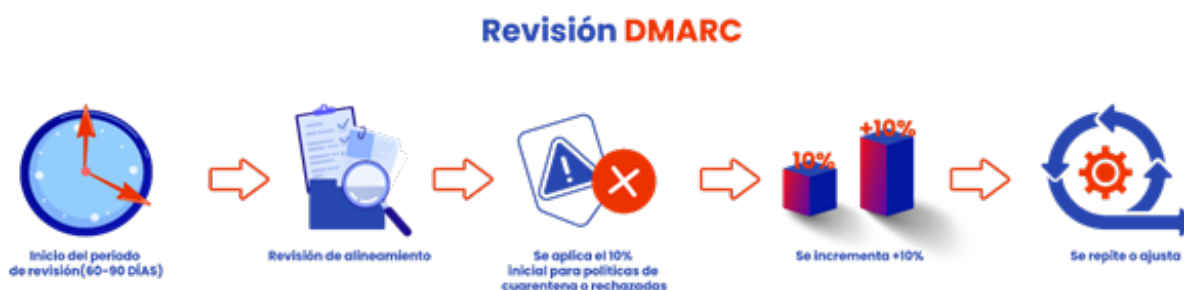 Revisión DMARC
10%
+10%
Inicio del periodo
de revisión(60-90 DÍAS)
Revisión de alineamiento
Se aplica el 10%
inicial para políticas de
cuarentena o rechazadas
Se incrementa +10%
Se repite o ajusta